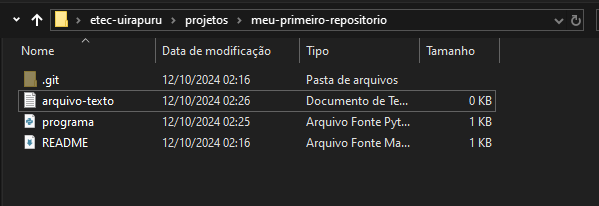 etec-uirapuru > projetos > meu-primeiro-repositorio
Nome Data de modificação Tipo Tamanho
.git 12/10/2024 02:16 Pasta de arquivos
arquivo-texto 12/10/2024 02:26 Documento de Te... 0 KB
programa 12/10/2024 02:25 Arquivo Fonte Pyt... 1 KB
README 12/10/2024 02:16 Arquivo Fonte Ma... 1 KB